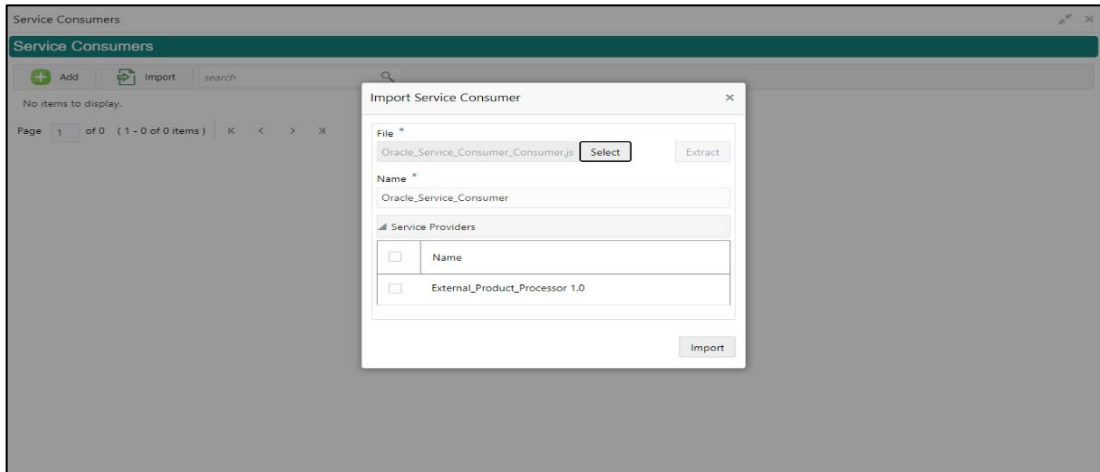 Service Consumers
Service Consumers
Add Import search
No items to display.
Page 1 of 0 (1 - 0 of 0 items)
Import Service Consumer
File *
Oracle_Service_Consumer_Consumer.js Select Extract
Name *
Oracle_Service_Consumer
Service Providers
Name
External_Product_Processor 1.0
Import